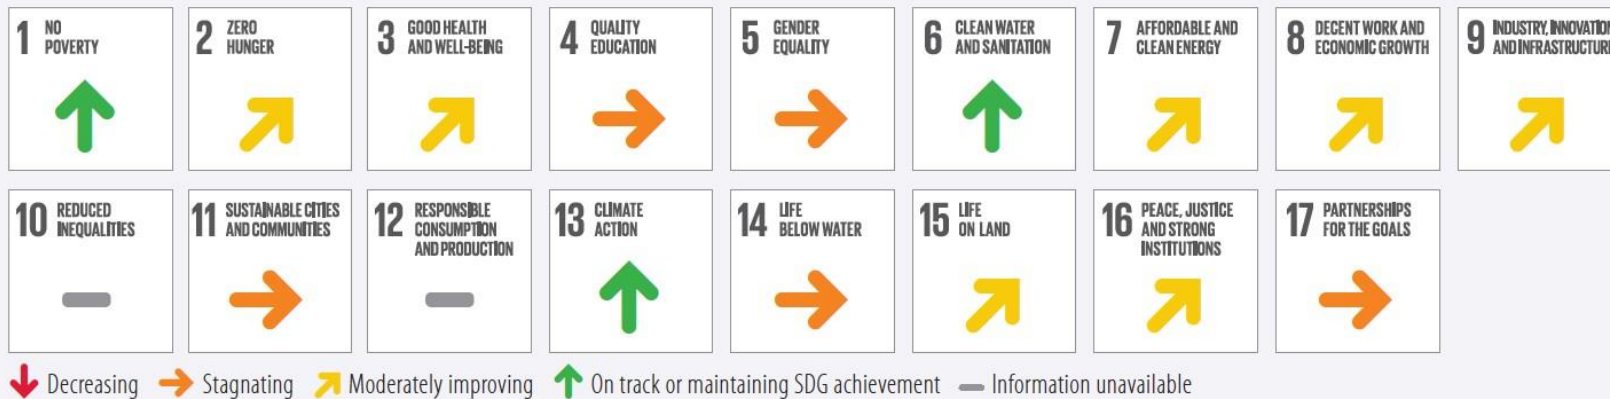 1 NO
POVERTY
2 ZERO
HUNGER
3 GOOD HEALTH
AND WELL-BEING
4 QUALITY
EDUCATION
5 GENDER
EQUALITY
6 CLEAN WATER
AND SANITATION
7 AFFORDABLE AND
CLEAN ENERGY
8 DECENT WORK AND
ECONOMIC GROWTH
9 INDUSTRY, INNOVATION
AND INFRASTRUCTURE
10 REDUCED
INEQUALITIES
11 SUSTAINABLE CITIES
AND COMMUNITIES
12 RESPONSIBLE
CONSUMPTION
AND PRODUCTION
13 CLIMATE
ACTION
14 LIFE
BELOW WATER
15 LIFE
ON LAND
16 PEACE, JUSTICE
AND STRONG
INSTITUTIONS
17 PARTNERSHIPS
FOR THE GOALS
Decreasing Stagnating Moderately improving On track or maintaining SDG achievement Information unavailable